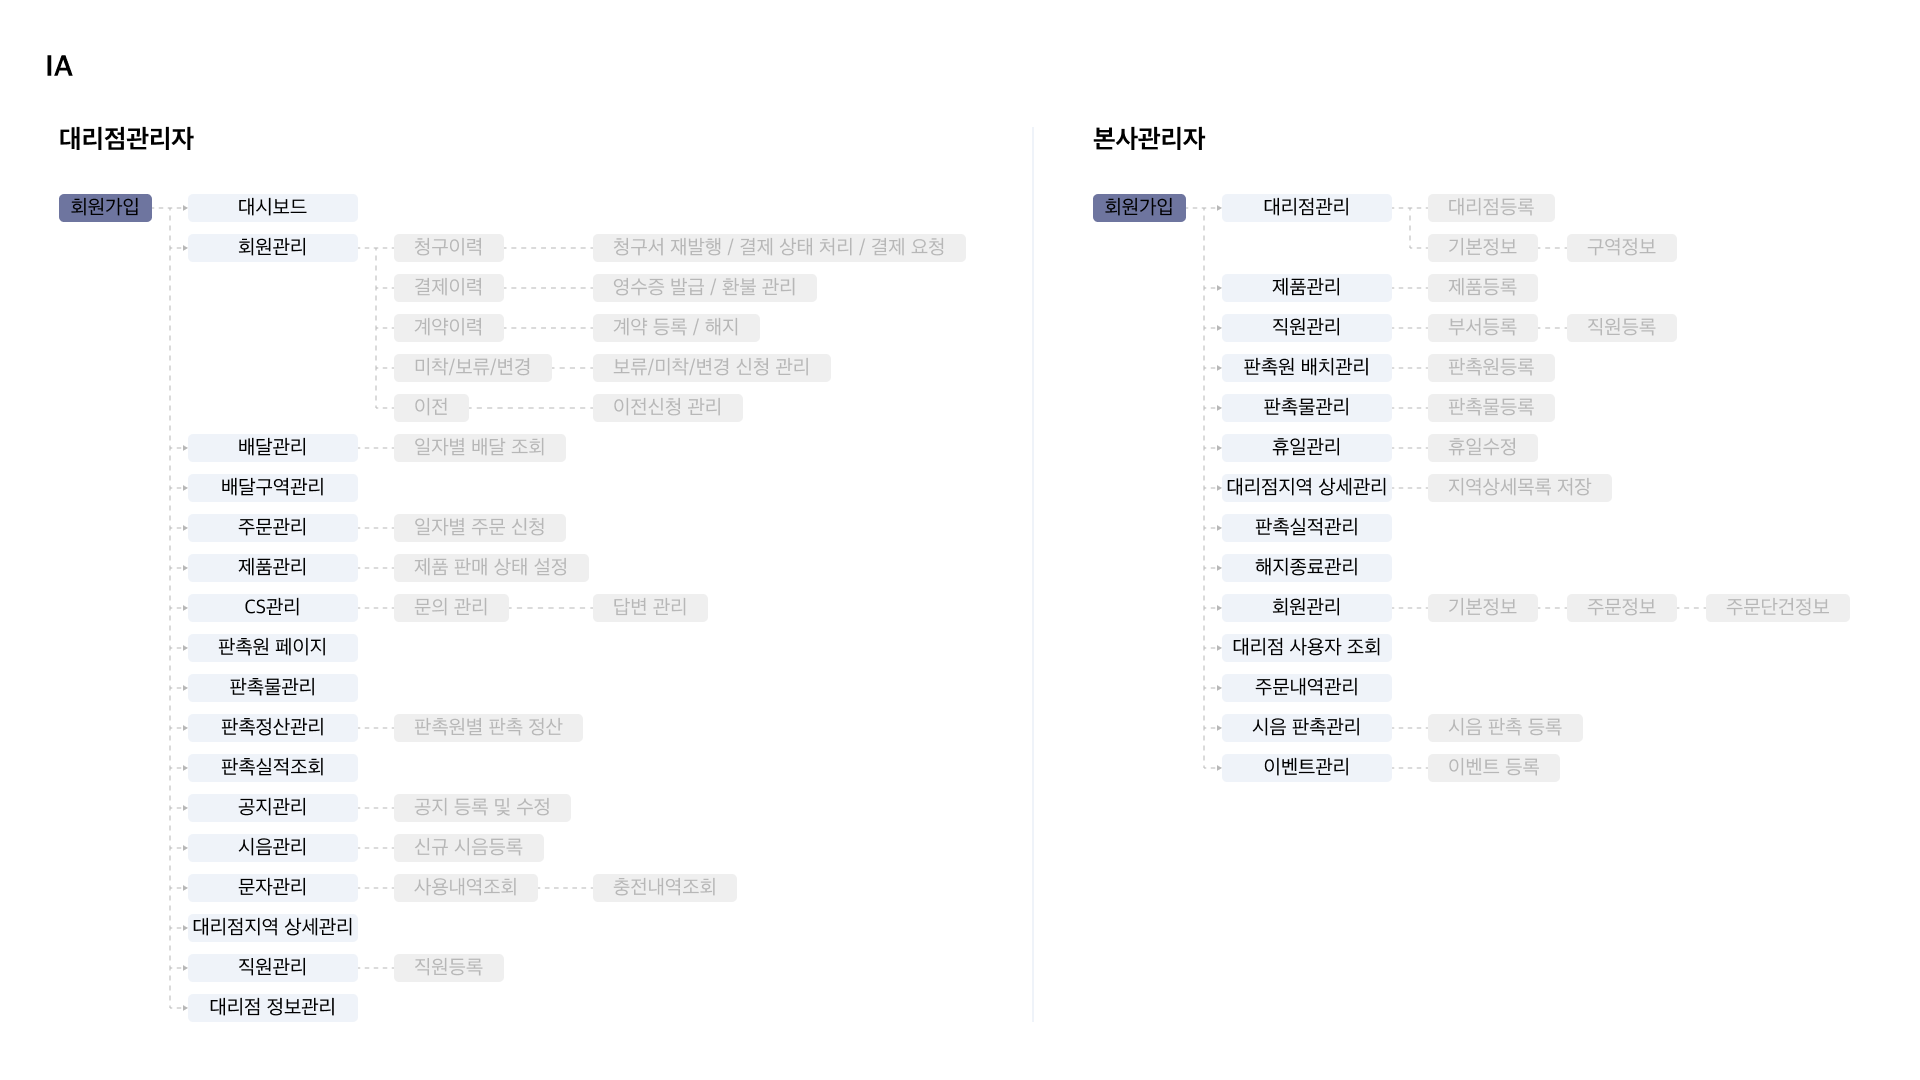 IA
대리점관리자
회원가입
대시보드
회원관리 청구이력 청구서 재발행 / 결제 상태 처리 / 결제 요청
결제이력 영수증 발급 / 환불 관리
계약이력 계약 등록 / 해지
미착/보류/변경 보류/미착/변경 신청 관리
이전 이전신청 관리
배달관리 일자별 배달 조회
배달구역관리
주문관리 일자별 주문 신청
제품관리 제품 판매 상태 설정
CS관리 문의 관리 답변 관리
판촉원 페이지
판촉물관리
판촉정산관리 판촉원별 판촉 정산
판촉실적조회
공지관리 공지 등록 및 수정
시음관리 신규 시음등록
문자관리 사용내역조회 충전내역조회
대리점지역 상세관리
직원관리 직원등록
대리점 정보관리
본사관리자
회원가입
대리점관리 대리점등록
기본정보 구역정보
제품관리 제품등록
직원관리 부서등록 직원등록
판촉원 배치관리 판촉원등록
판촉물관리 판촉물등록
휴일관리 휴일수정
대리점지역 상세관리 지역상세목록 저장
판촉실적관리
해지종료관리
회원관리 기본정보 주문정보 주문단건정보
대리점 사용자 조회
주문내역관리
시음 판촉관리 시음 판촉 등록
이벤트관리 이벤트 등록